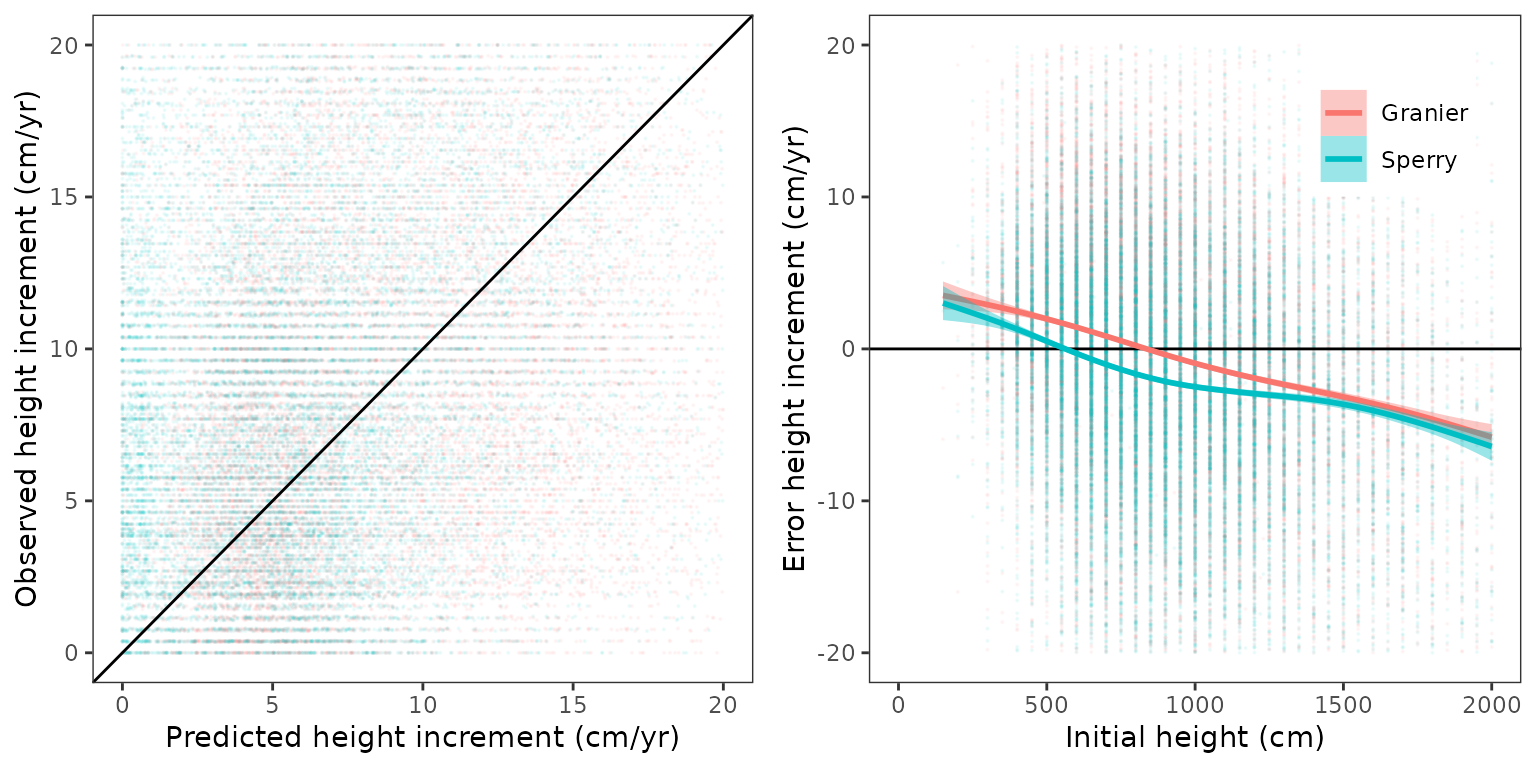 Observed height increment (cm/yr)
20
15
10
5
0
0 5 10 15 20
Predicted height increment (cm/yr)
Error height increment (cm/yr)
20
10
0
-10
-20
0 500 1000 1500 2000
Initial height (cm)
Granier
Sperry